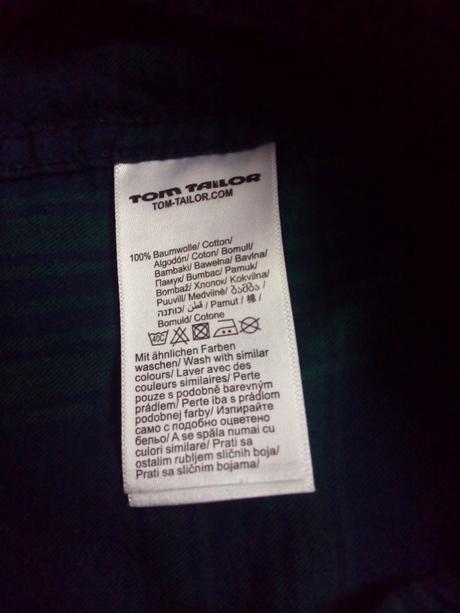 TOM TAILOR
TOM-TAILOR.COM
100% Baumwolle/ Cotton/
Algodón/ Coton/ Bomull/
Bambaki/ Bawełna/ Bavlna/
Памук/ Bumbac/ Pamuk/
Bombaž/ Хлопок/ Kokvilna/
Puuvill/ Medvilnė/ ბამბა /
כותנה/ قطن / Pamut / 棉 /
Bomuld/ Cotone
40C
Mit ähnlichen Farben
waschen/ Wash with similar
colours/ Laver avec des
couleurs similaires/ Perte
pouze s podobně barevným
prádlem/ Perte iba s prádlom
podobnej farby/ Изпирайте
само с подобно оцветено
бельо/ A se spăla numai cu
culori similare/ Prati sa
ostalim rubljem sličnih boja/
Prati sa sličnim bojama/